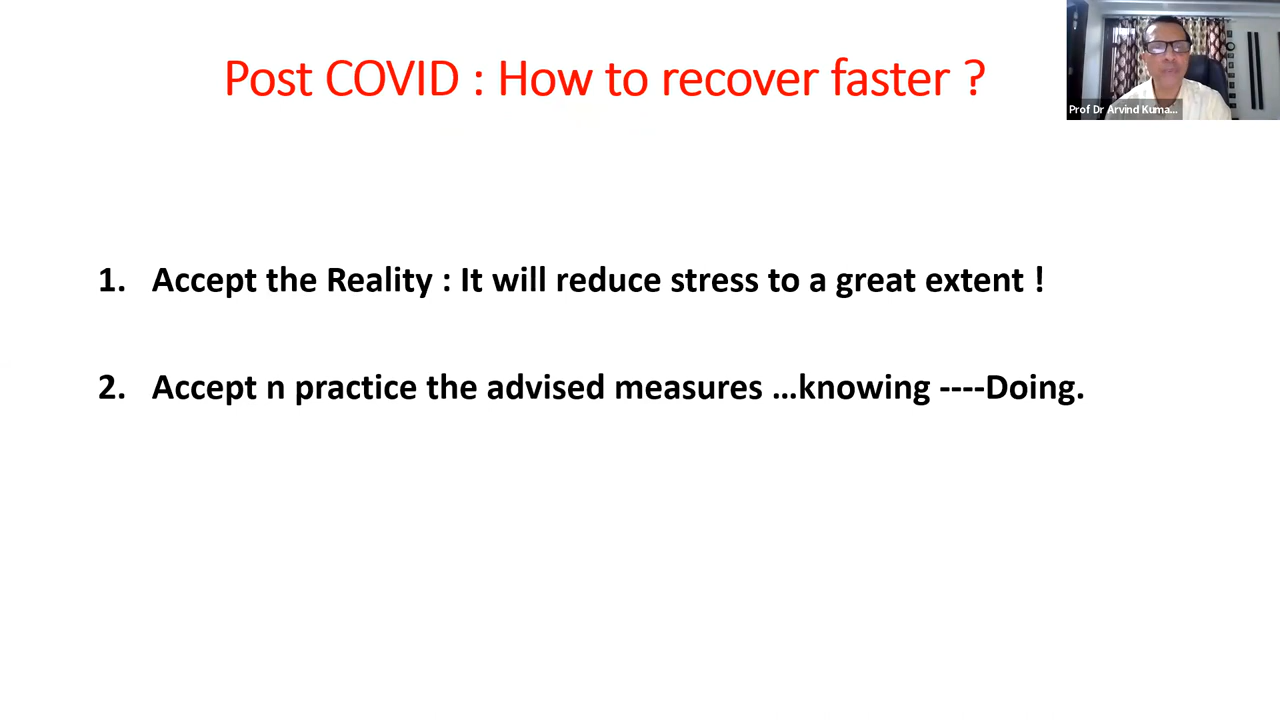 Post COVID : How to recover faster ?
Prof Dr Arvind Kuma...
1. Accept the Reality : It will reduce stress to a great extent !
2. Accept n practice the advised measures ...knowing ----Doing.